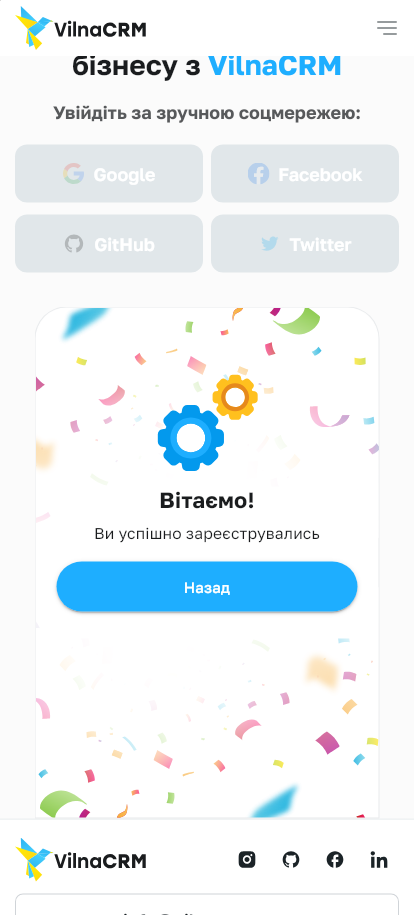 VilnaCRM
бізнесу з VilnaCRM
Увійдіть за зручною соцмережею:
Google
Facebook
GitHub
Twitter
Вітаємо!
Ви успішно зареєструвались
Назад
VilnaCRM